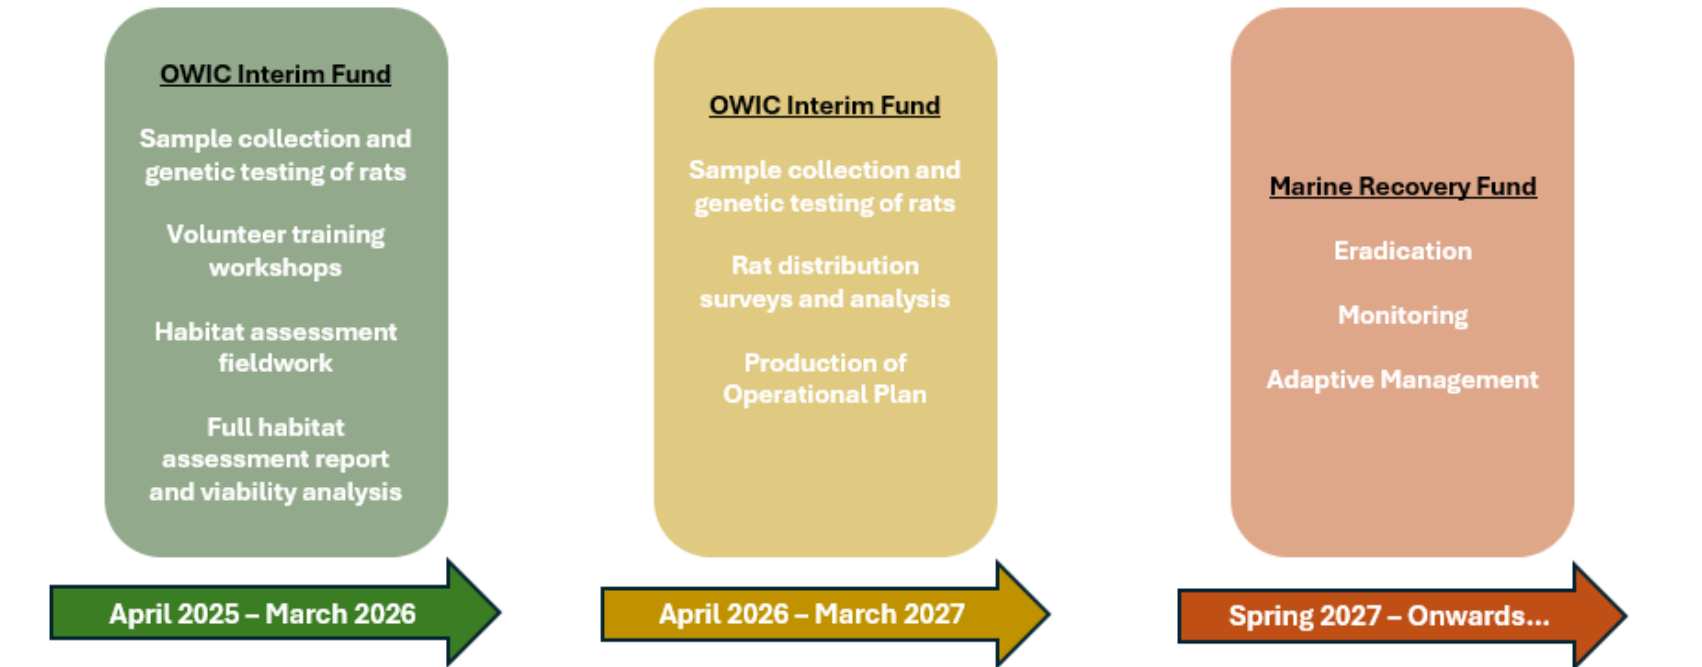 OWIC Interim Fund
Sample collection and
genetic testing of rats
Volunteer training
workshops
Habitat assessment
fieldwork
Full habitat
assessment report
and viability analysis
April 2025 – March 2026
OWIC Interim Fund
Sample collection and
genetic testing of rats
Rat distribution
surveys and analysis
Production of
Operational Plan
April 2026 – March 2027
Marine Recovery Fund
Eradication
Monitoring
Adaptive Management
Spring 2027 – Onwards...